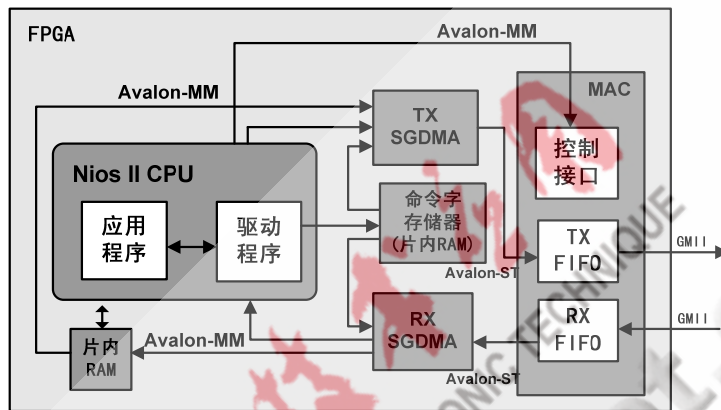 FPGA
Avalon-MM
Avalon-MM
MAC
TX
SGDMA
控制
接口
Nios II CPU
应用
程序
驱动
程序
命令字
存储器
(片内RAM)
TX
FIFO
GMII
Avalon-ST
RX
SGDMA
RX
FIFO
GMII
片内
RAM
Avalon-MM
Avalon-ST
ONIC TECHNIQUE